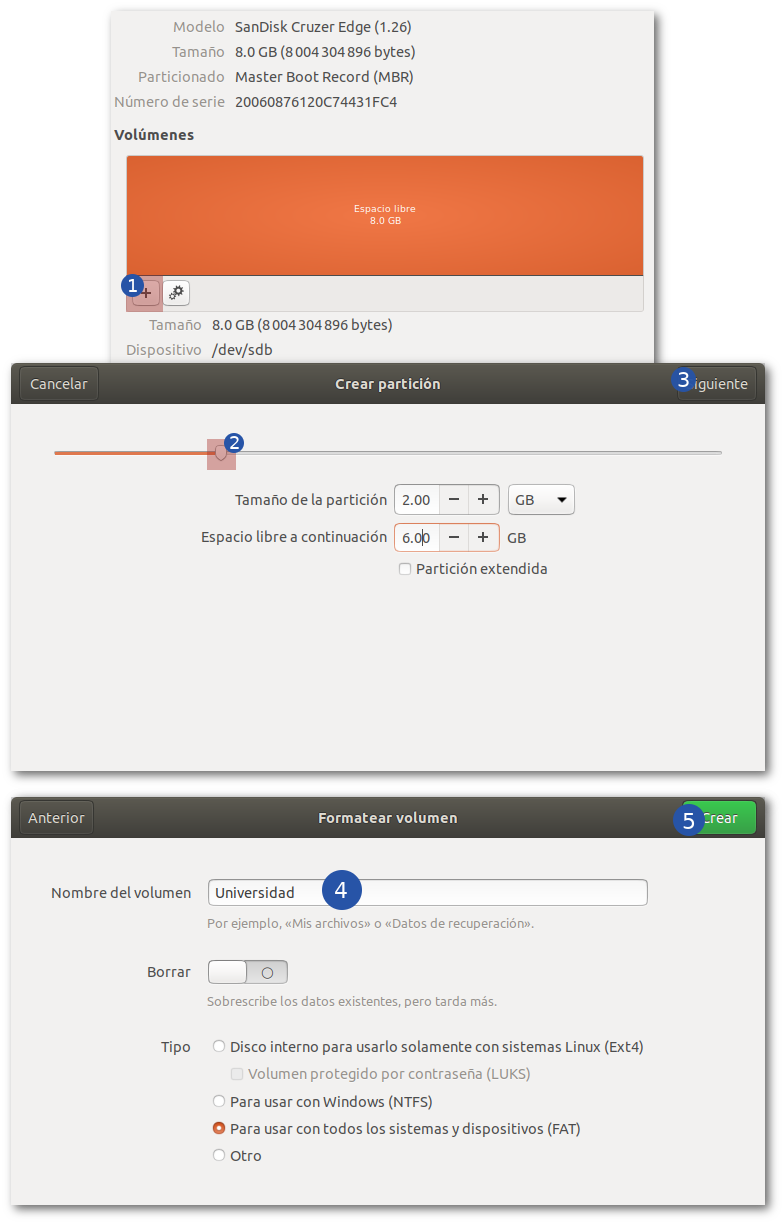 Modelo SanDisk Cruzer Edge (1.26)
Tamaño 8.0 GB (8 004 304 896 bytes)
Particionado Master Boot Record (MBR)
Número de serie 20060876120C74431FC4
Volúmenes
Espacio libre
8.0 GB
1 +
Tamaño 8.0 GB (8 004 304 896 bytes)
Dispositivo /dev/sdb
Cancelar Crear partición 3 iguiente
2
Tamaño de la partición 2.00 − + GB
Espacio libre a continuación 6.00 − + GB
Partición extendida
Anterior Formatear volumen 5 Crear
Nombre del volumen Universidad 4
Por ejemplo, «Mis archivos» o «Datos de recuperación».
Borrar
Sobrescribe los datos existentes, pero tarda más.
Tipo Disco interno para usarlo solamente con sistemas Linux (Ext4)
Volumen protegido por contraseña (LUKS)
Para usar con Windows (NTFS)
Para usar con todos los sistemas y dispositivos (FAT)
Otro